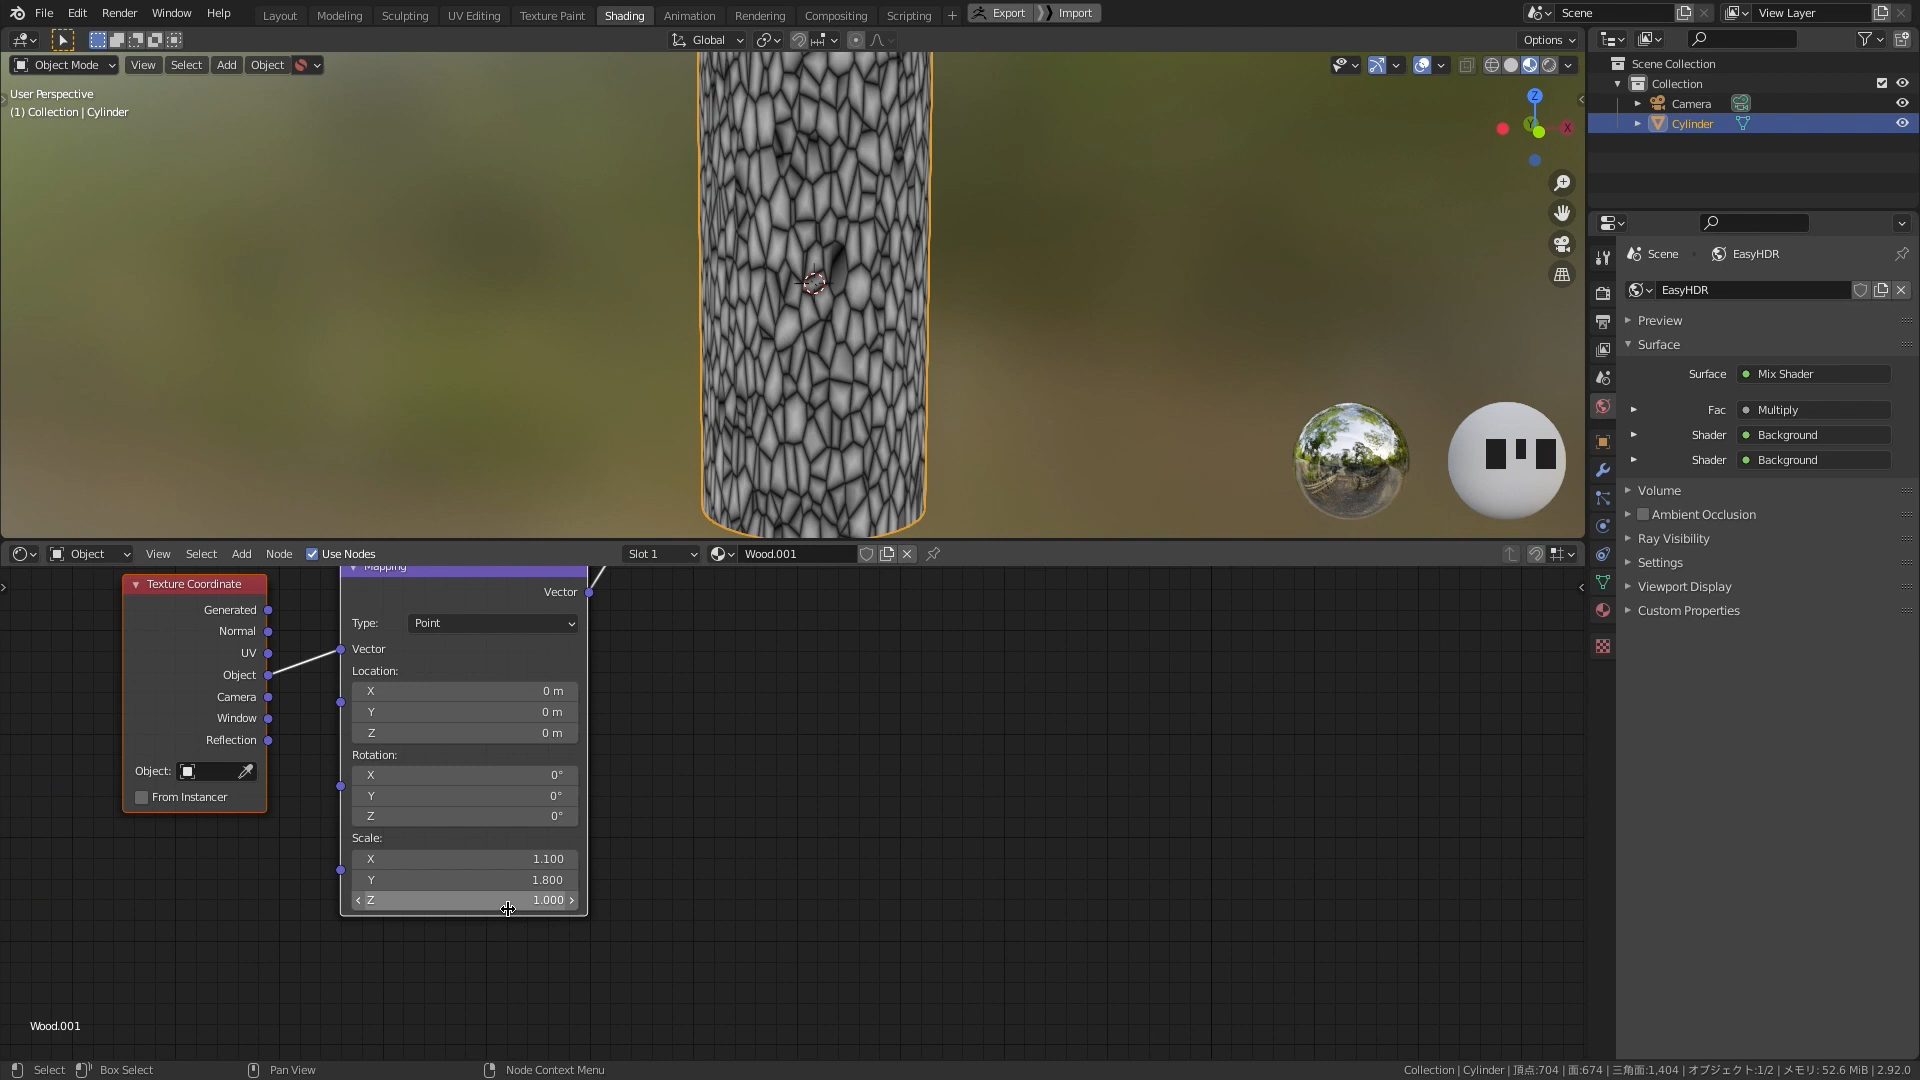 File Edit Render Window Help Layout Modeling Sculpting UV Editing Texture Paint Shading Animation Rendering Compositing Scripting + Export Import Scene View Layer
Global Options
Object Mode View Select Add Object
User Perspective
(1) Collection | Cylinder
Z
Y
X
Scene Collection
Collection
Camera
Cylinder
Scene EasyHDR
EasyHDR
Preview
Surface
Surface Mix Shader
Fac Multiply
Shader Background
Shader Background
Volume
Ambient Occlusion
Ray Visibility
Settings
Viewport Display
Custom Properties
Object View Select Add Node Use Nodes Slot 1 Wood.001
Texture Coordinate
Generated
Normal
UV
Object
Camera
Window
Reflection
Object:
From Instancer
Mapping
Vector
Type: Point
Vector
Location:
X 0 m
Y 0 m
Z 0 m
Rotation:
X 0°
Y 0°
Z 0°
Scale:
X 1.100
Y 1.800
Z 1.000
Wood.001
Select Box Select Pan View Node Context Menu Collection | Cylinder | 頂点:704 | 面:674 | 三角面:1,404 | オブジェクト:1/2 | メモリ: 52.6 MiB | 2.92.0